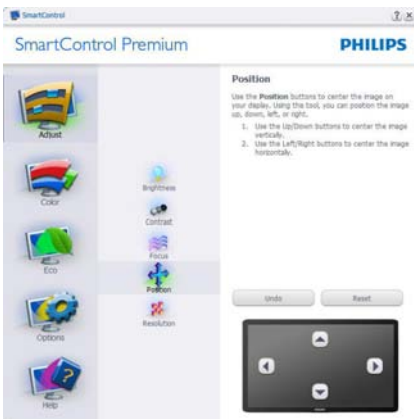 SmartControl
SmartControl Premium
PHILIPS
Adjust
Color
Eco
Options
Help
Brightness
Contrast
Focus
Position
Resolution
Position
Use the Position buttons to center the image on
your display. Using the tool, you can position the image
up, down, left, or right.
1. Use the Up/Down buttons to center the image
vertically.
2. Use the Left/Right buttons to center the image
horizontally.
Undo
Reset